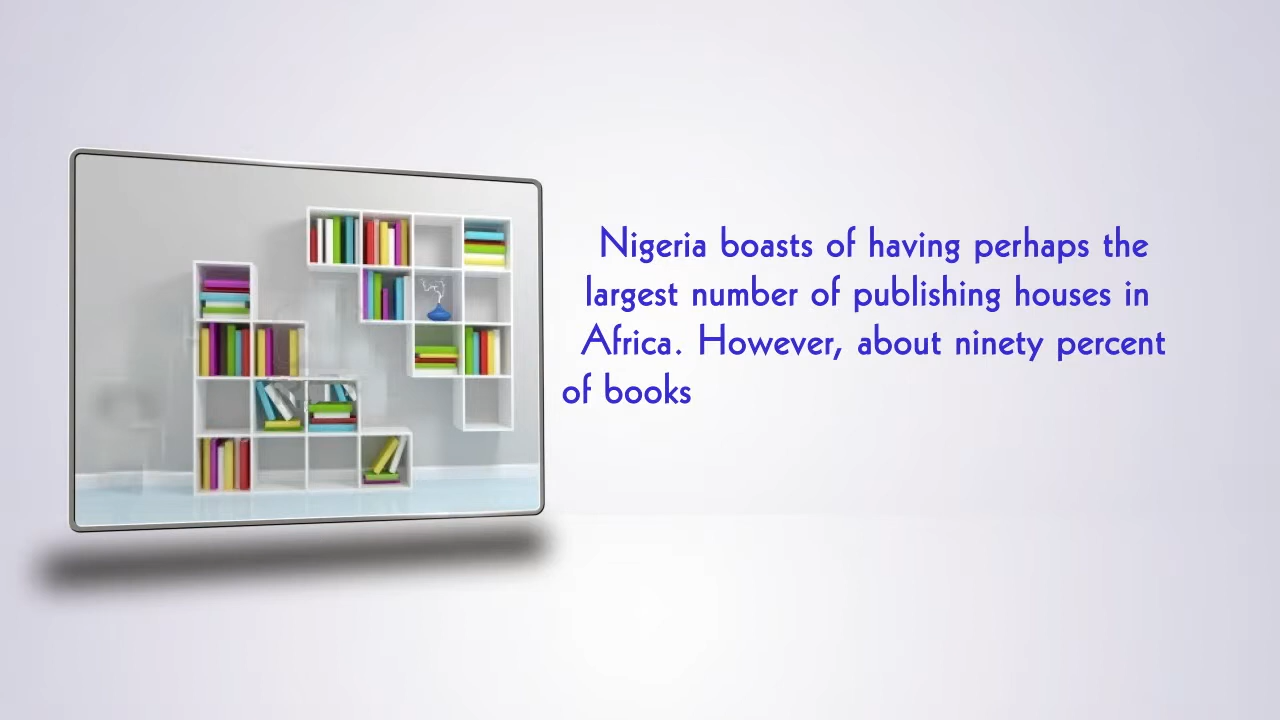 Nigeria boasts of having perhaps the
largest number of publishing houses in
Africa. However, about ninety percent
of books